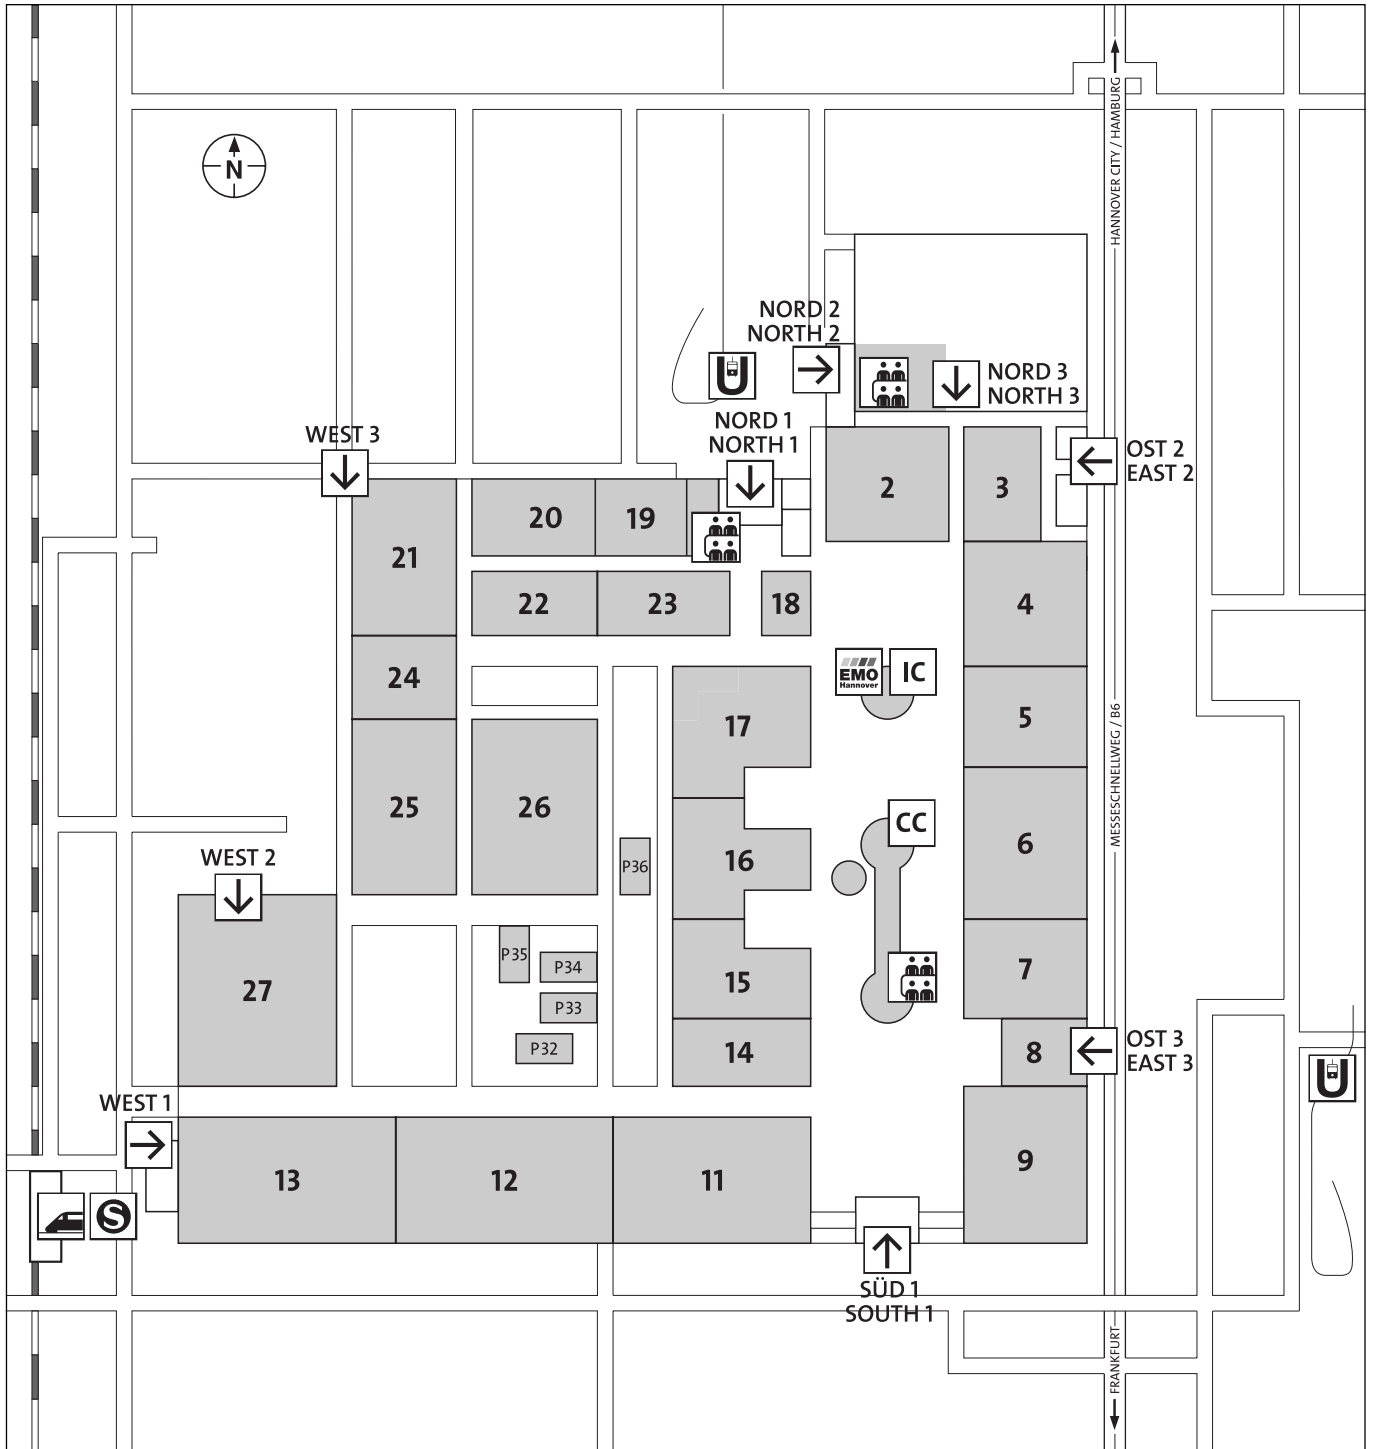 HANNOVER CITY / HAMBURG
N
NORD 2
NORTH 2
U
NORD 3
NORTH 3
NORD 1
NORTH 1
WEST 3
OST 2
EAST 2
2
3
20
19
21
22
23
18
4
24
EMO
Hannover
IC
17
5
MESSESCHNELLWEG / B6
25
26
CC
6
16
P36
WEST 2
P35
P34
7
15
27
P33
P32
14
8
OST 3
EAST 3
U
WEST 1
13
12
11
9
S
SÜD 1
SOUTH 1
FRANKFURT